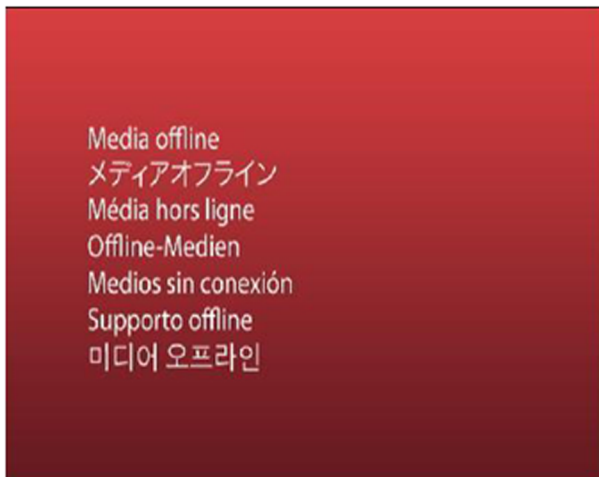 Media offline
メディアオフライン
Média hors ligne
Offline-Medien
Medios sin conexión
Supporto offline
미디어 오프라인